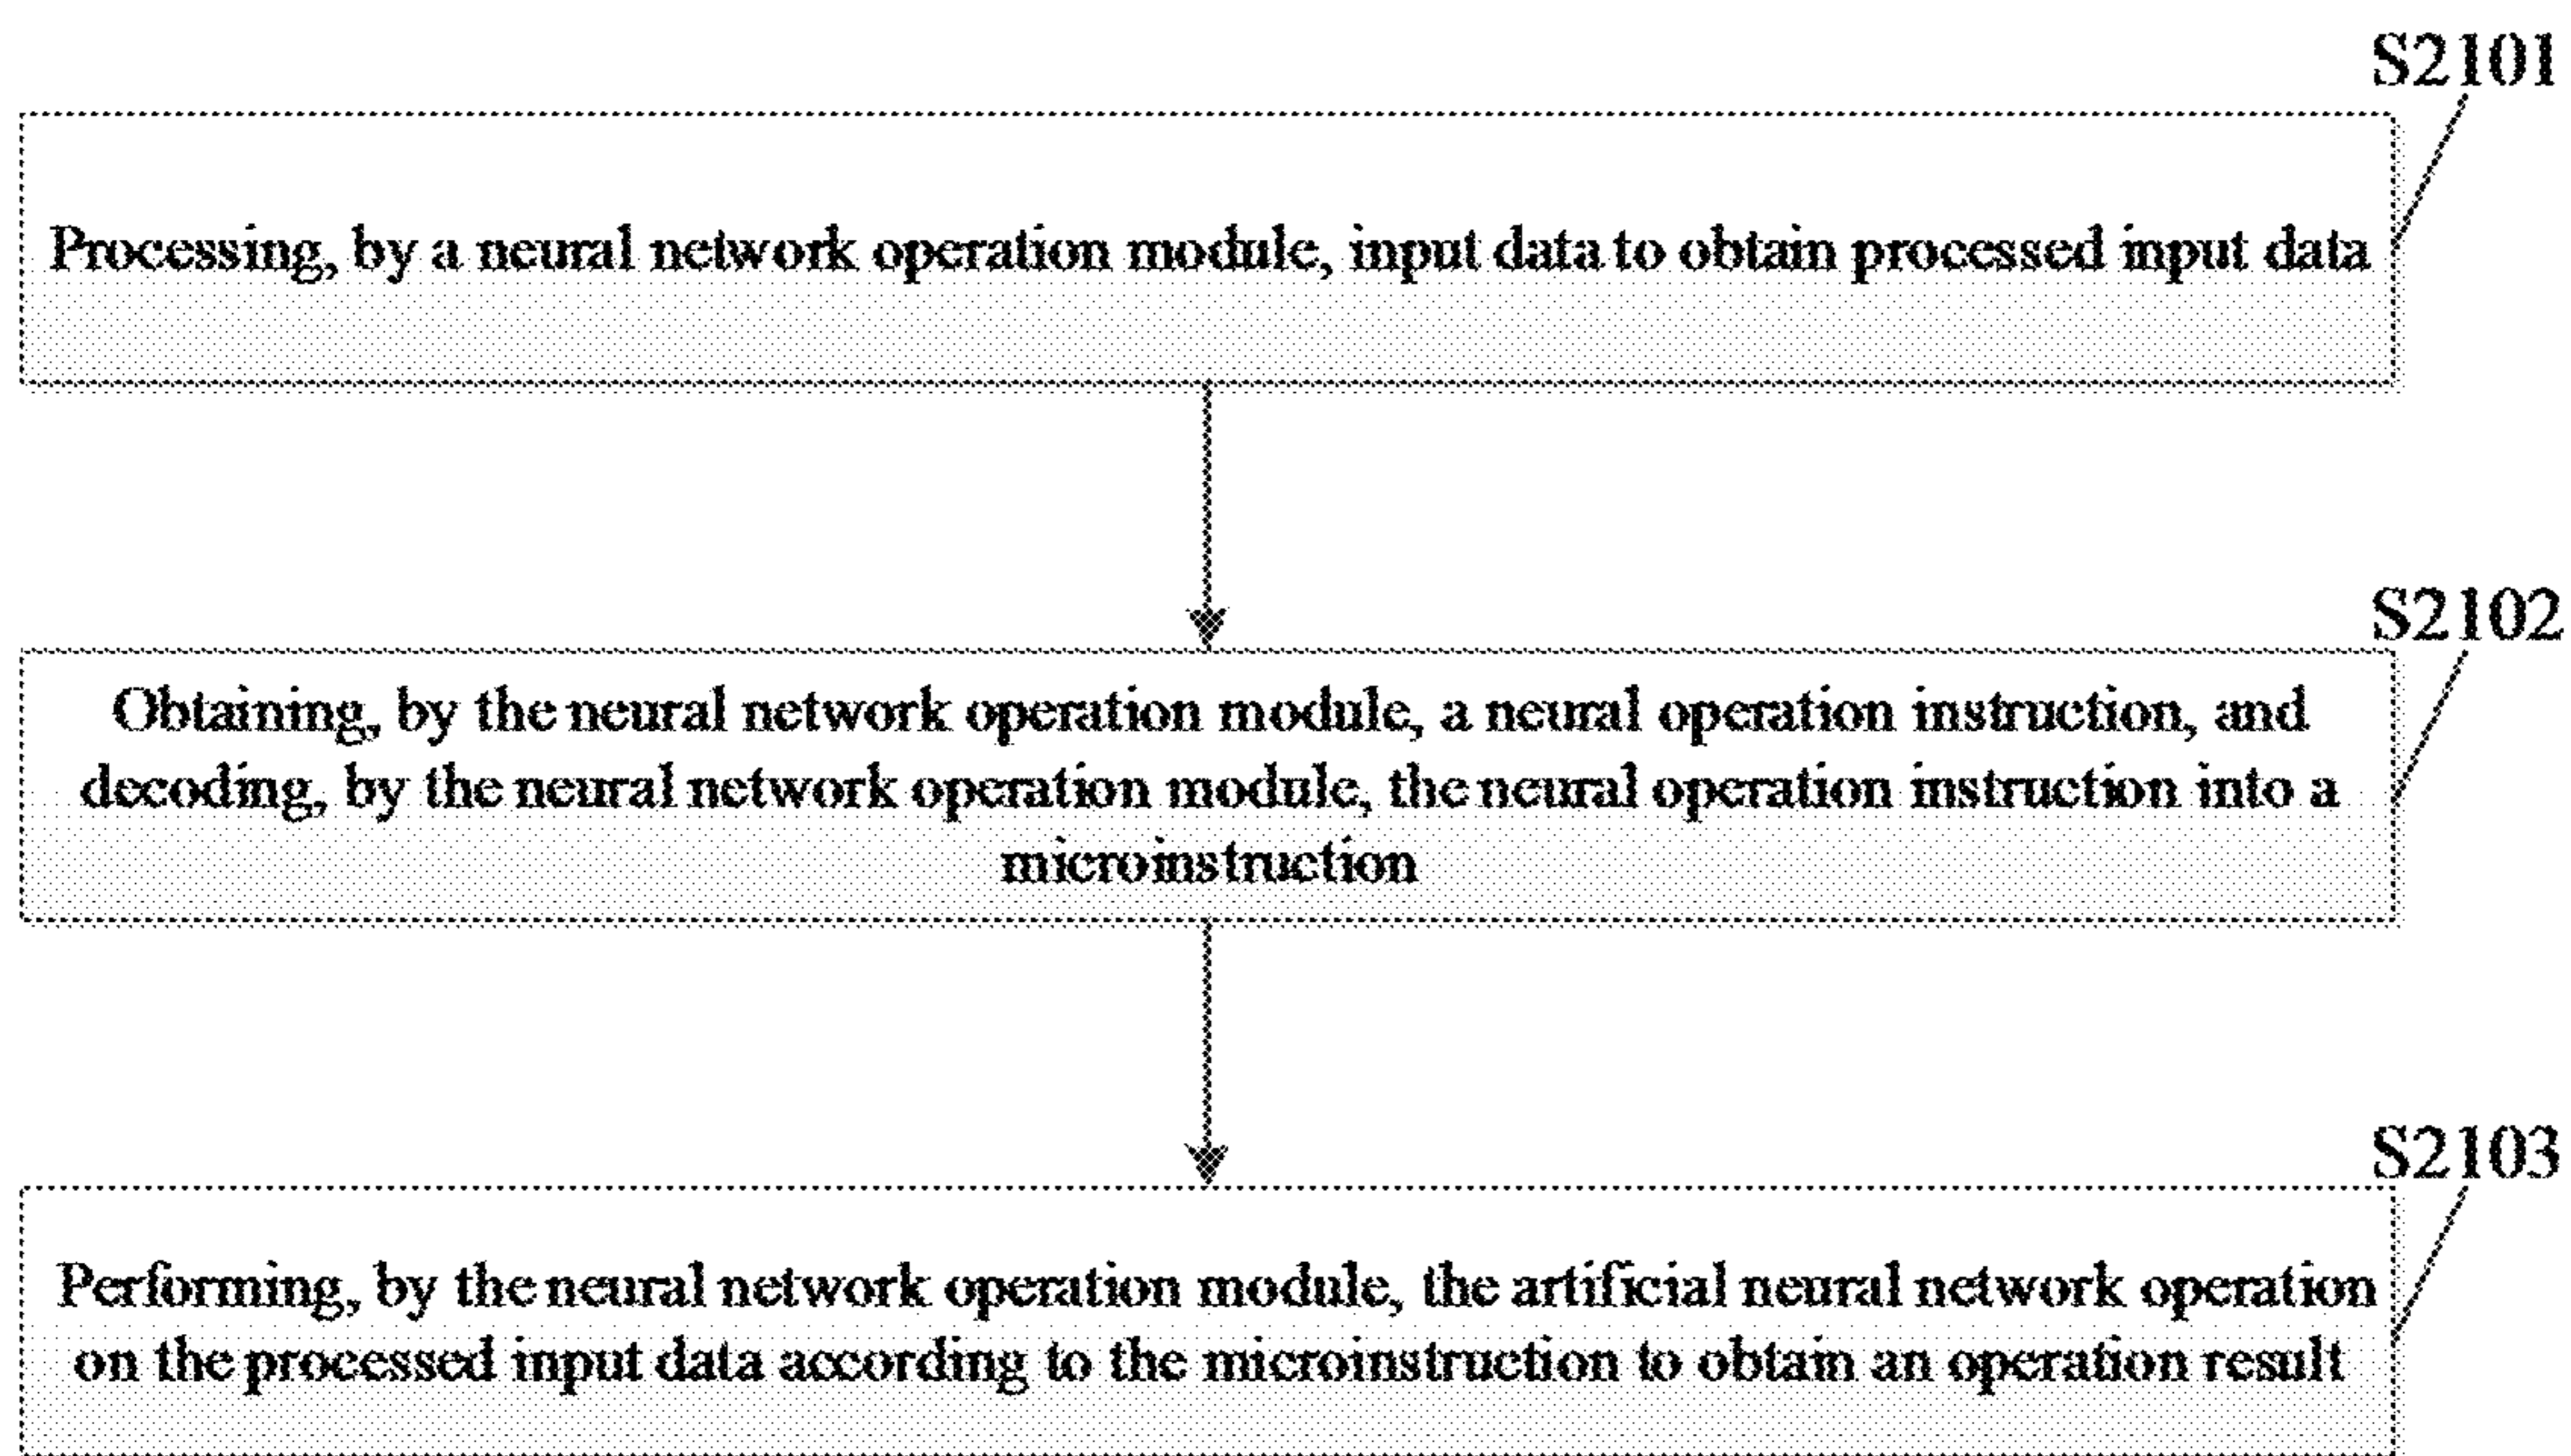 S2101
Processing, by a neural network operation module, input data to obtain processed input data
S2102
Obtaining, by the neural network operation module, a neural operation instruction, and
decoding, by the neural network operation module, the neural operation instruction into a
microinstruction
S2103
Performing, by the neural network operation module, the artificial neural network operation
on the processed input data according to the microinstruction to obtain an operation result